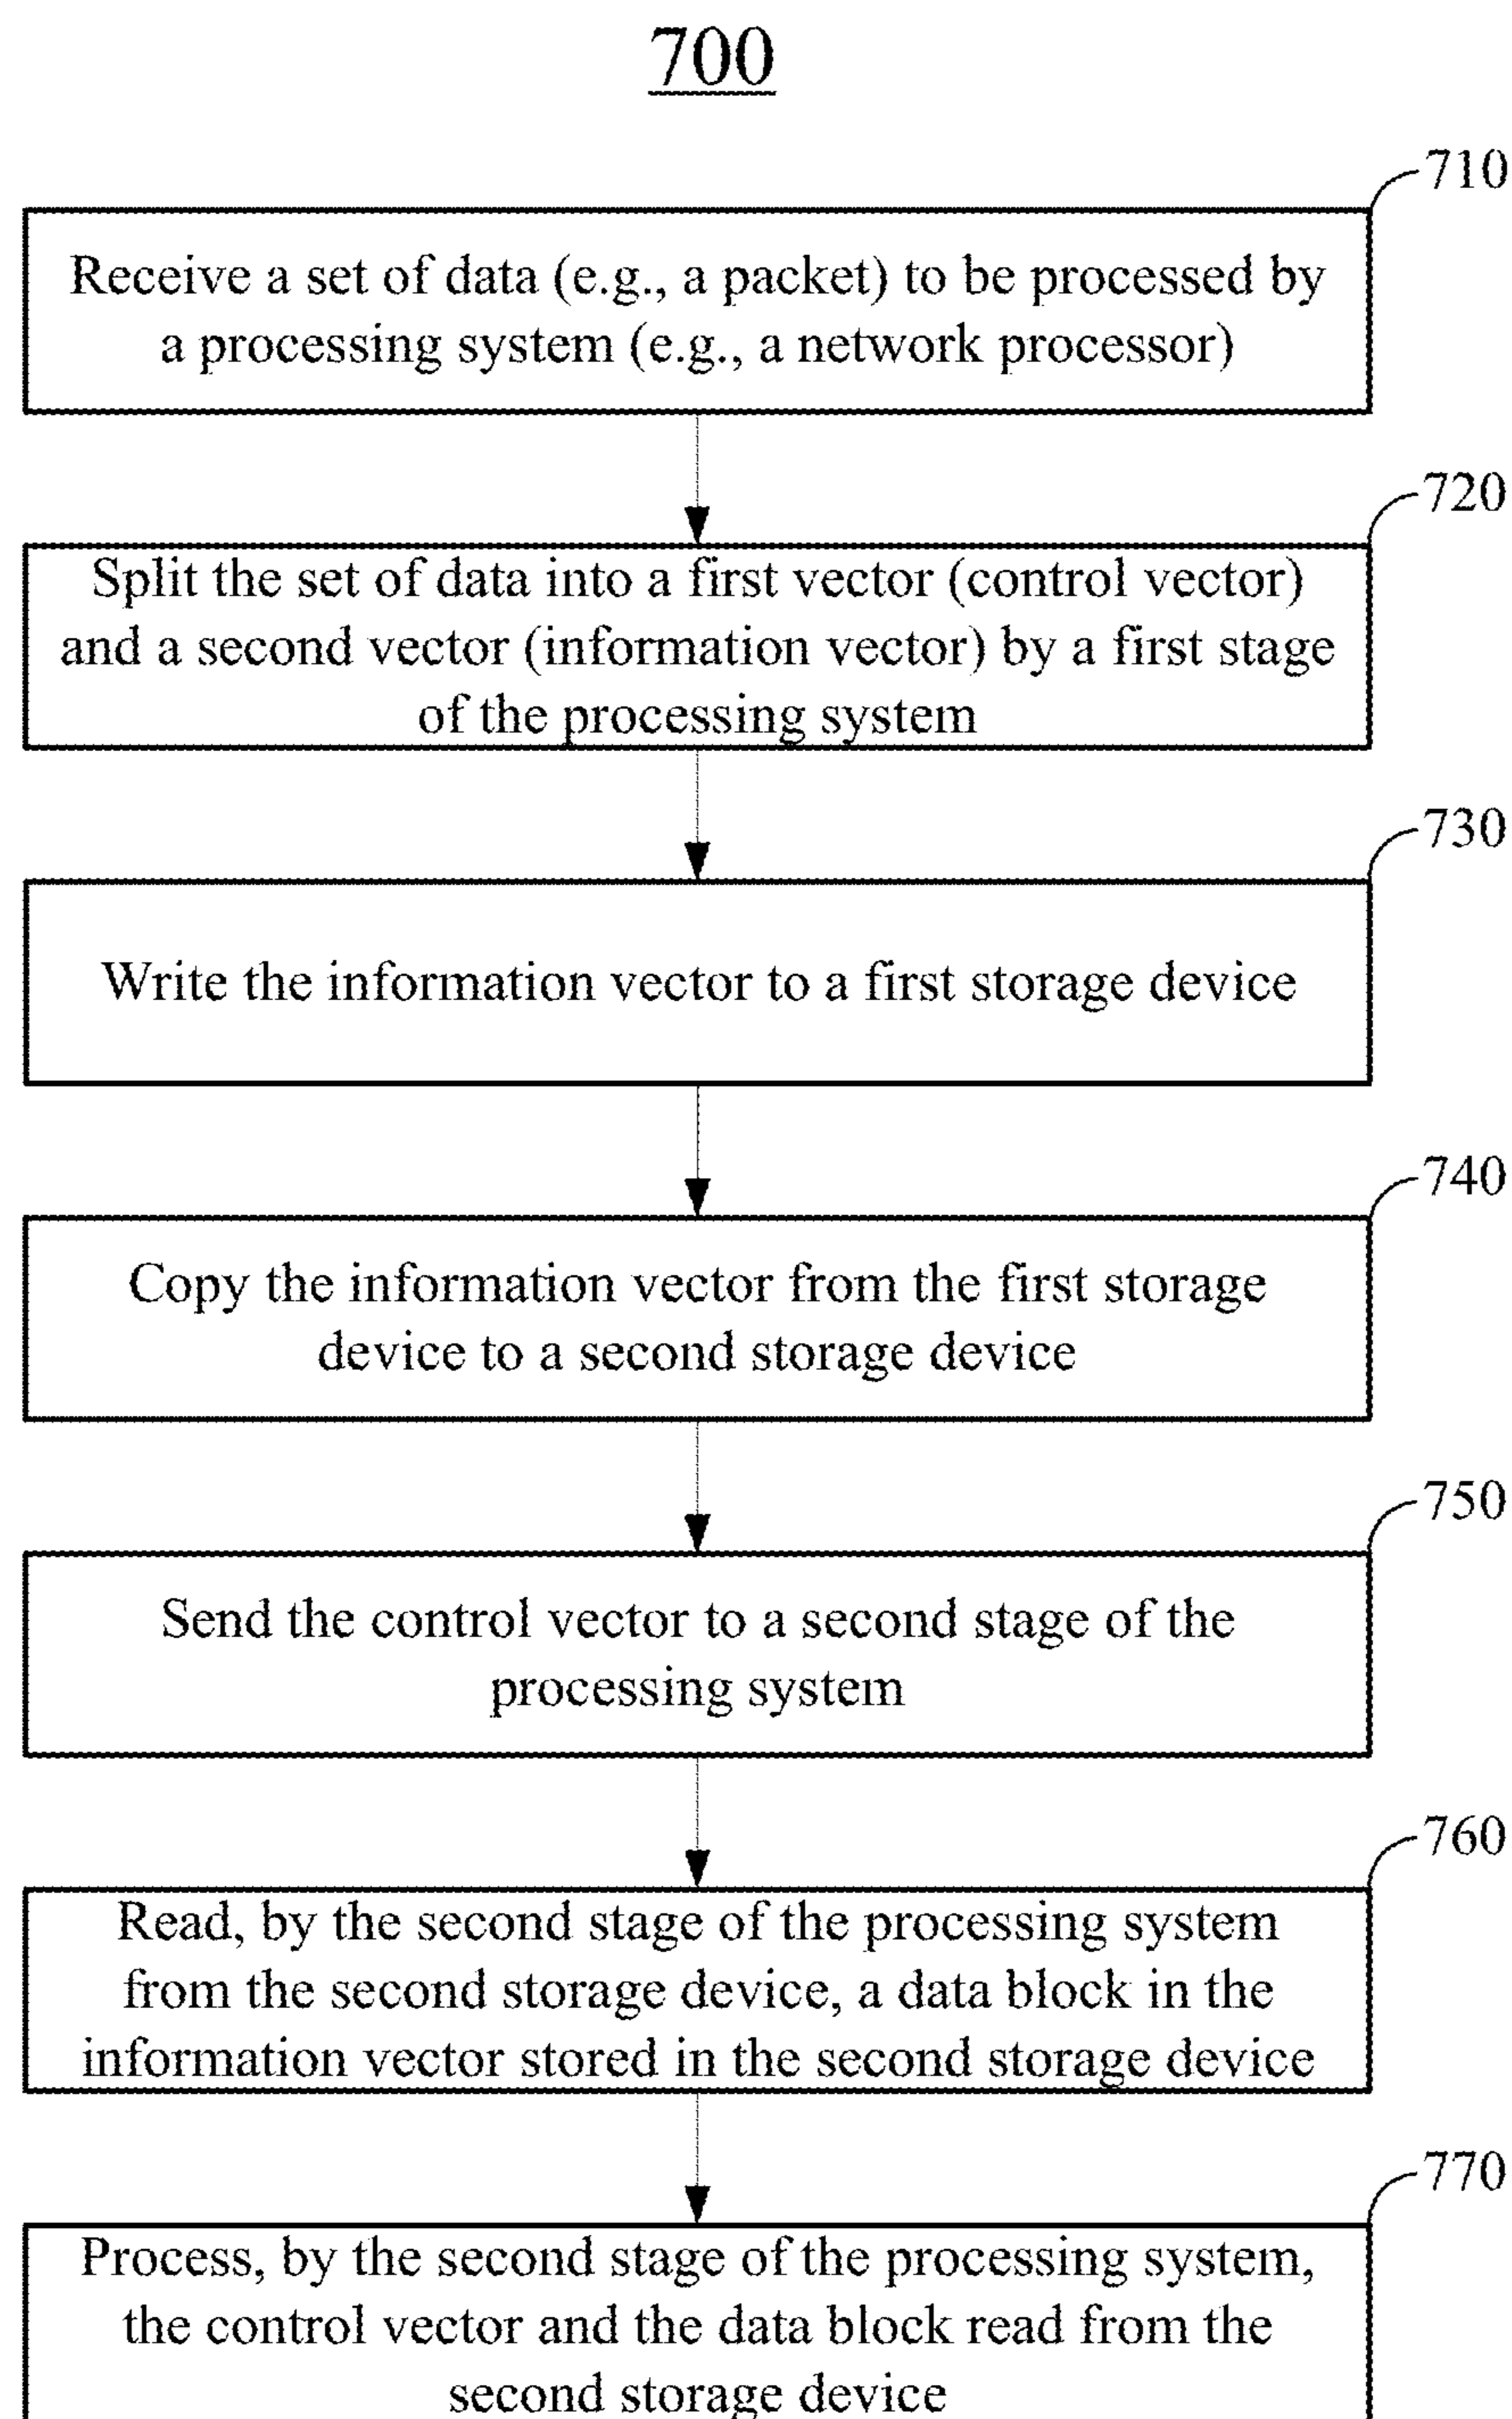 700
710
Receive a set of data (e.g., a packet) to be processed by
a processing system (e.g., a network processor)
720
Split the set of data into a first vector (control vector)
and a second vector (information vector) by a first stage
of the processing system
730
Write the information vector to a first storage device
740
Copy the information vector from the first storage
device to a second storage device
750
Send the control vector to a second stage of the
processing system
760
Read, by the second stage of the processing system
from the second storage device, a data block in the
information vector stored in the second storage device
770
Process, by the second stage of the processing system,
the control vector and the data block read from the
second storage device